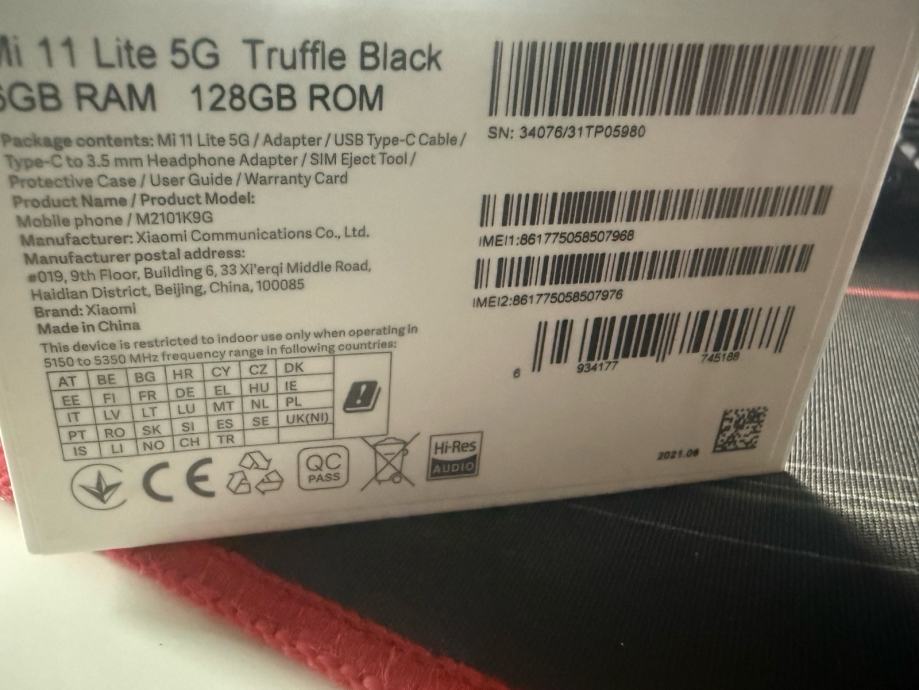 Mi 11 Lite 5G Truffle Black
6GB RAM 128GB ROM
Package contents: Mi 11 Lite 5G / Adapter / USB Type-C Cable /
Type-C to 3.5 mm Headphone Adapter / SIM Eject Tool /
Protective Case / User Guide / Warranty Card
Product Name / Product Model:
Mobile phone / M2101K9G
Manufacturer: Xiaomi Communications Co., Ltd.
Manufacturer postal address:
#019, 9th Floor, Building 6, 33 Xi'erqi Middle Road,
Haidian District, Beijing, China, 100085
Brand: Xiaomi
Made in China
This device is restricted to indoor use only when operating in
5150 to 5350 MHz frequency range in following countries:
AT BE BG HR CY CZ DK
EE FI FR DE EL HU IE
IT LV LT LU MT NL PL
PT RO SK SI ES SE UK(NI)
IS LI NO CH TR
CE
QC
PASS
Hi-Res
AUDIO
SN: 34076/31TP05980
IMEI1:861775058507968
IMEI2:861775058507976
6 934177 745188
2021.06